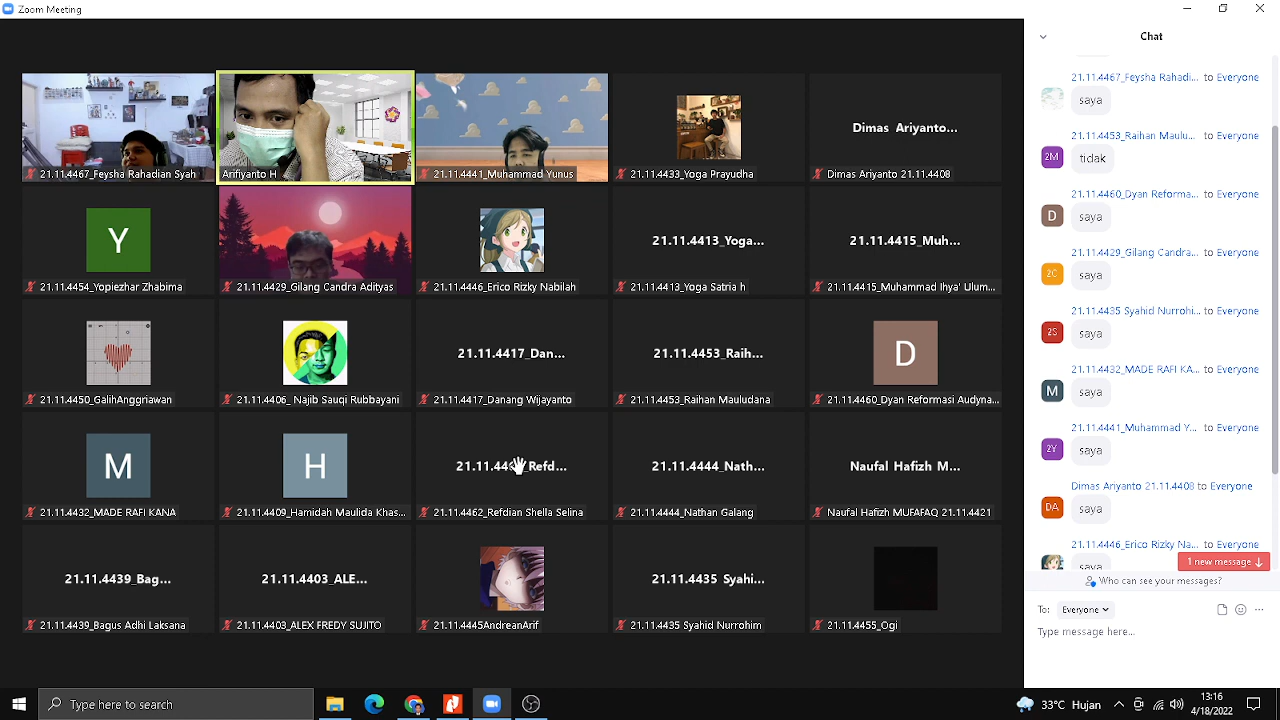 Zoom Meeting
21.11.4467_Feysha Rahadian Syah
Arifiyanto H
21.11.4441_Muhammad Yunus
21.11.4433_Yoga Prayudha
Dimas Ariyanto...
Dimas Ariyanto 21.11.4408
Y
21.11.4454_Yopiezhar Zhabima
21.11.4429_Gilang Candra Adityas
21.11.4446_Erico Rizky Nabilah
21.11.4413_Yoga...
21.11.4413_Yoga Satria h
21.11.4415_Muh...
21.11.4415_Muhammad Ihya' Ulum...
21.11.4450_GalihAnggriawan
21.11.4406_ Najib Sauqi Rubbayani
21.11.4417_Dan...
21.11.4417_Danang Wijayanto
21.11.4453_Raih...
21.11.4453_Raihan Mauludana
D
21.11.4460_Dyan Reformasi Audyna...
M
21.11.4432_MADE RAFI KANA
H
21.11.4409_Hamidah Maulida Khas...
21.11.4462_Refdian Shella Selina
21.11.4444_Nath...
21.11.4444_Nathan Galang
Naufal Hafizh M...
Naufal Hafizh MUFAFAQ 21.11.4421
21.11.4439_Bag...
21.11.4439_Bagus Adhi Laksana
21.11.4403_ALE...
21.11.4403_ALEX FREDY SUJITO
21.11.4445AndreanArif
21.11.4435 Syahi...
21.11.4435 Syahid Nurrohim
21.11.4455_Ogi
Chat
21.11.4467_Feysha Rahadi... to Everyone
saya
21.11.4453_Raihan Maulu... to Everyone
2M
tidak
21.11.4460_Dyan Reforma... to Everyone
D
saya
21.11.4429_Gilang Candra... to Everyone
2C
saya
21.11.4435 Syahid Nurrohi... to Everyone
2S
saya
21.11.4432_MADE RAFI KA... to Everyone
M
saya
21.11.4441_Muhammad Y... to Everyone
2Y
saya
Dimas Ariyanto 21.11.4408 to Everyone
DA
saya
21.11.4446_Erico Rizky Na... to Everyone
saya
1 new message
Who can see your messages?
To: Everyone
Type message here...
Type here to search
33°C Hujan
13:16
4/18/2022